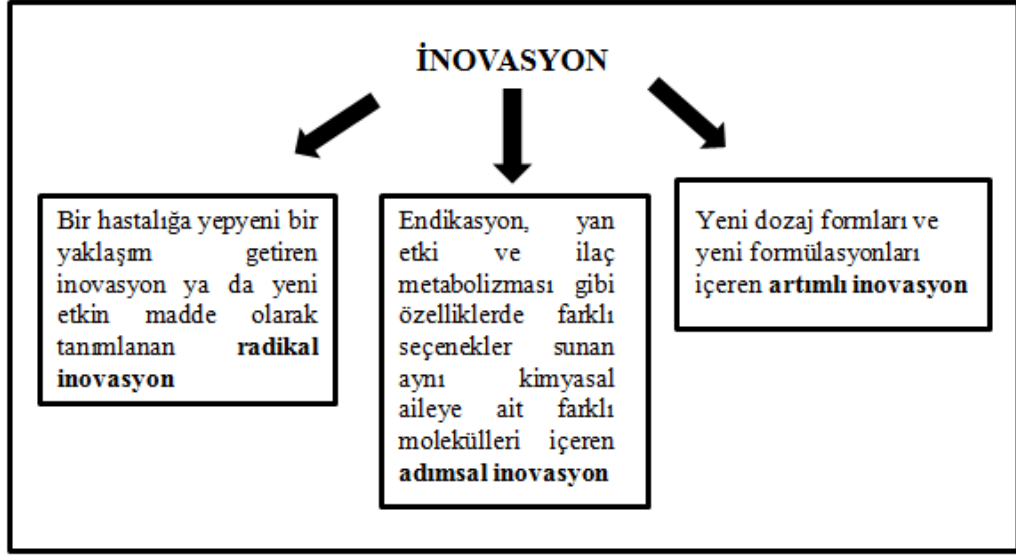 İNOVASYON
Bir hastalığa yepyeni bir
yaklaşım getiren
inovasyon ya da yeni
etkin madde olarak
tanımlanan radikal
inovasyon
Endikasyon, yan
etki ve ilaç
metabolizması gibi
özelliklerde farklı
seçenekler sunan
aynı kimyasal
aileye ait farklı
molekülleri içeren
adımsal inovasyon
Yeni dozaj formları ve
yeni formülasyonları
içeren artımlı inovasyon